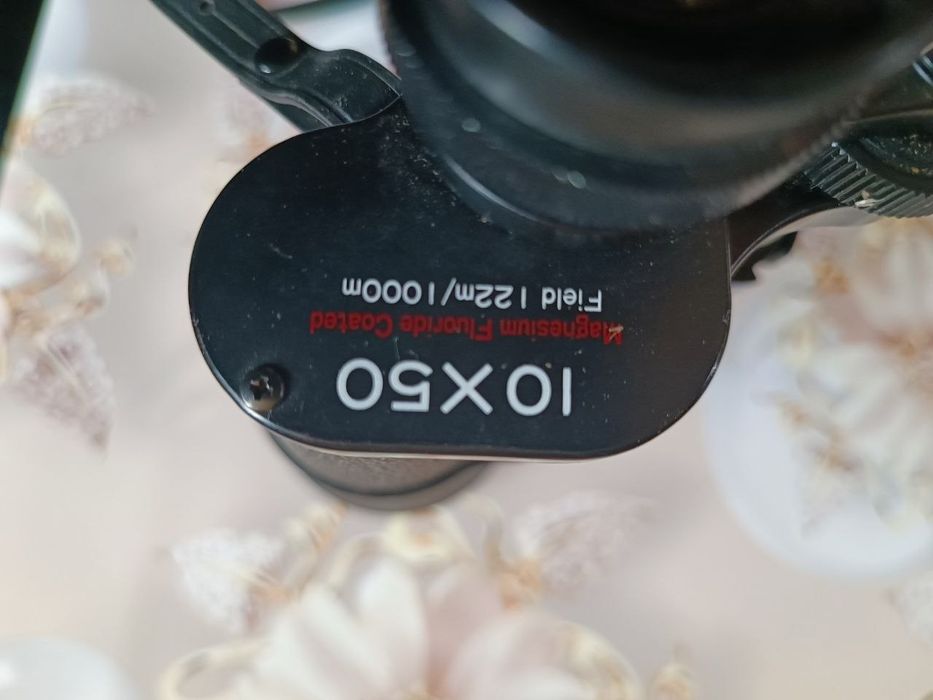 10X50
Magnesium Fluoride Coated
Field 122m/1000m